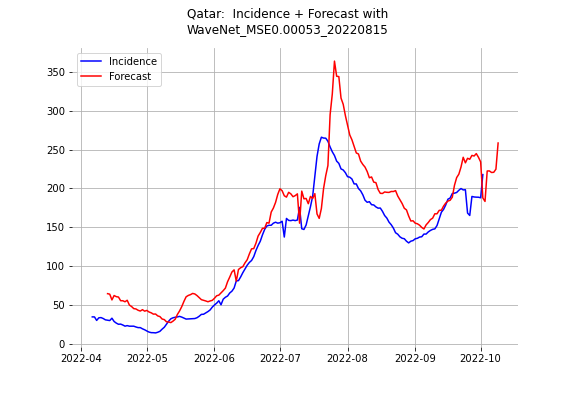 Qatar:  Incidence + Forecast with
WaveNet_MSE0.00053_20220815
Incidence
Forecast
350
300
250
200
150
100
50
0
2022-04 2022-05 2022-06 2022-07 2022-08 2022-09 2022-10